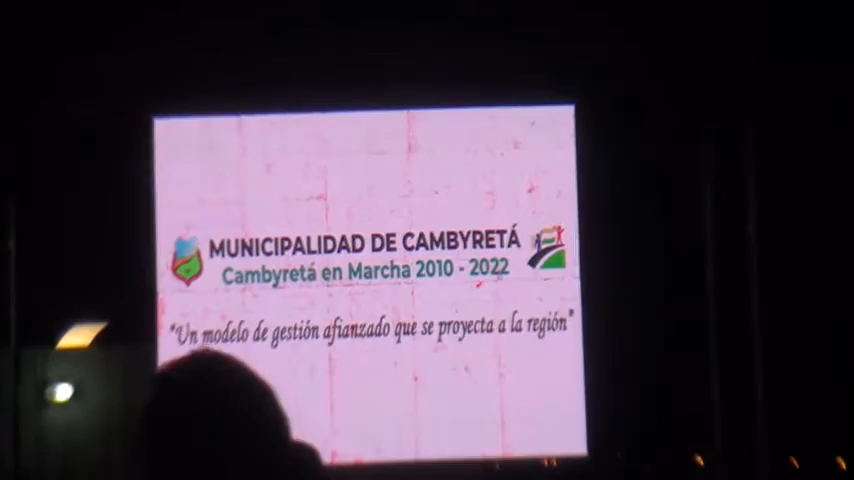 MUNICIPALIDAD DE CAMBYRETÁ
Cambyretá en Marcha 2010 - 2022
"Un modelo de gestión afianzado que se proyecta a la región"